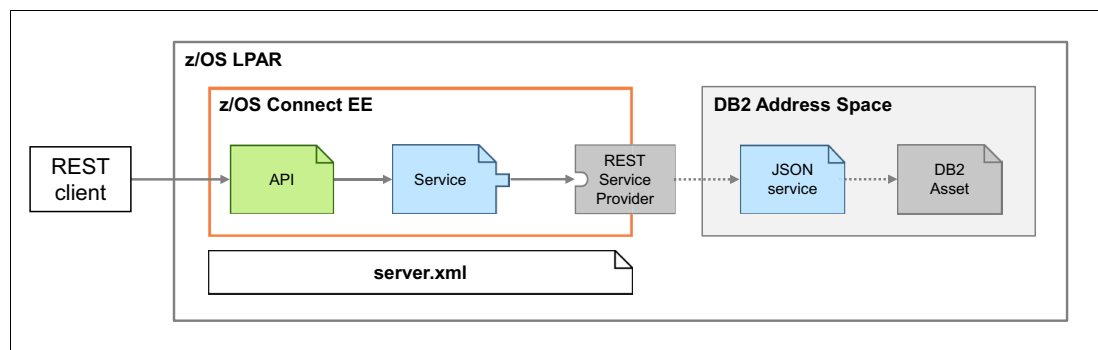 z/OS LPAR
z/OS Connect EE
DB2 Address Space
REST
client
API
Service
REST
Service
Provider
JSON
service
DB2
Asset
server.xml